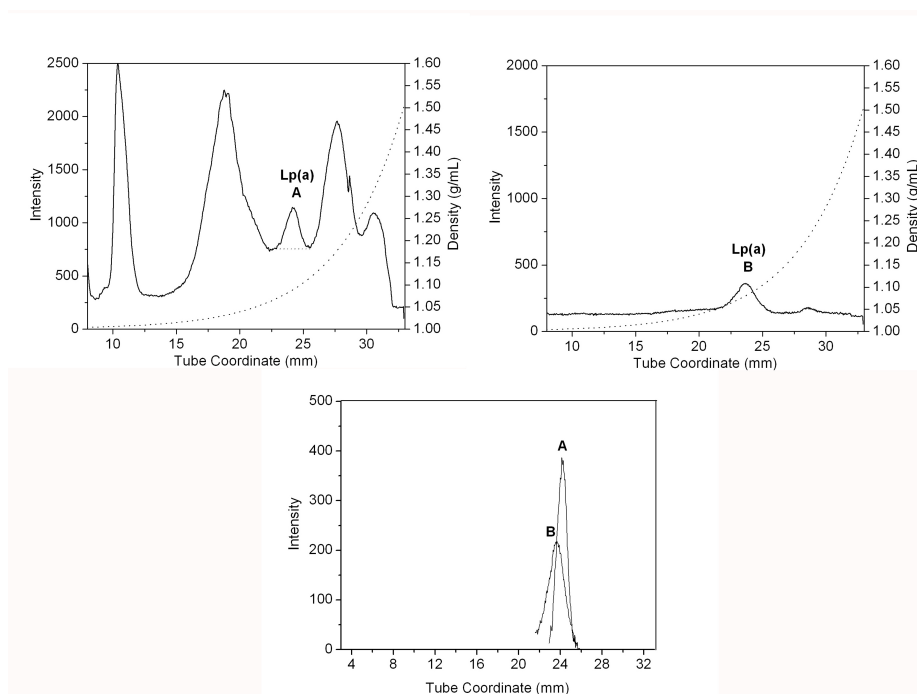 2500
2000
1500
1000
500
0
Intensity
Lp(a)
A
10 15 20 25 30
Tube Coordinate (mm)
1.60
1.55
1.50
1.45
1.40
1.35
1.30
1.25
1.20
1.15
1.10
1.05
1.00
Density (g/mL)
2000
1500
1000
500
0
Intensity
Lp(a)
B
10 15 20 25 30
Tube Coordinate (mm)
1.60
1.55
1.50
1.45
1.40
1.35
1.30
1.25
1.20
1.15
1.10
1.05
1.00
Density (g/mL)
500
400
300
200
100
0
Intensity
A
B
4 8 12 16 20 24 28 32
Tube Coordinate (mm)